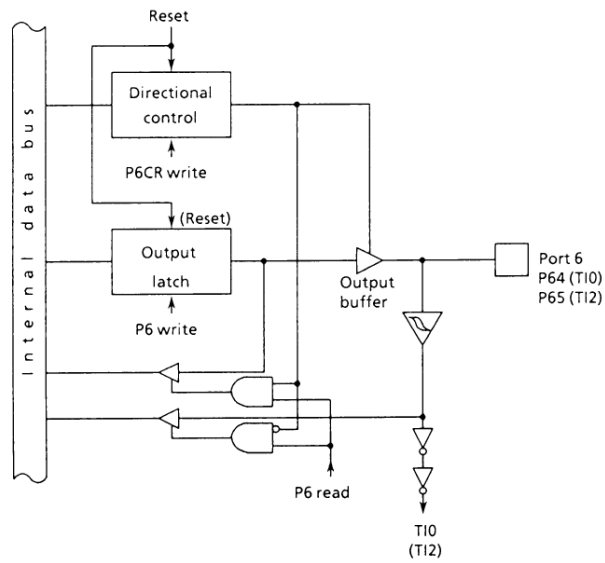 Reset
Internal data bus
Directional
control
P6CR write
(Reset)
Output
latch
P6 write
Output
buffer
Port 6
P64 (TI0)
P65 (TI2)
P6 read
TI0
(TI2)